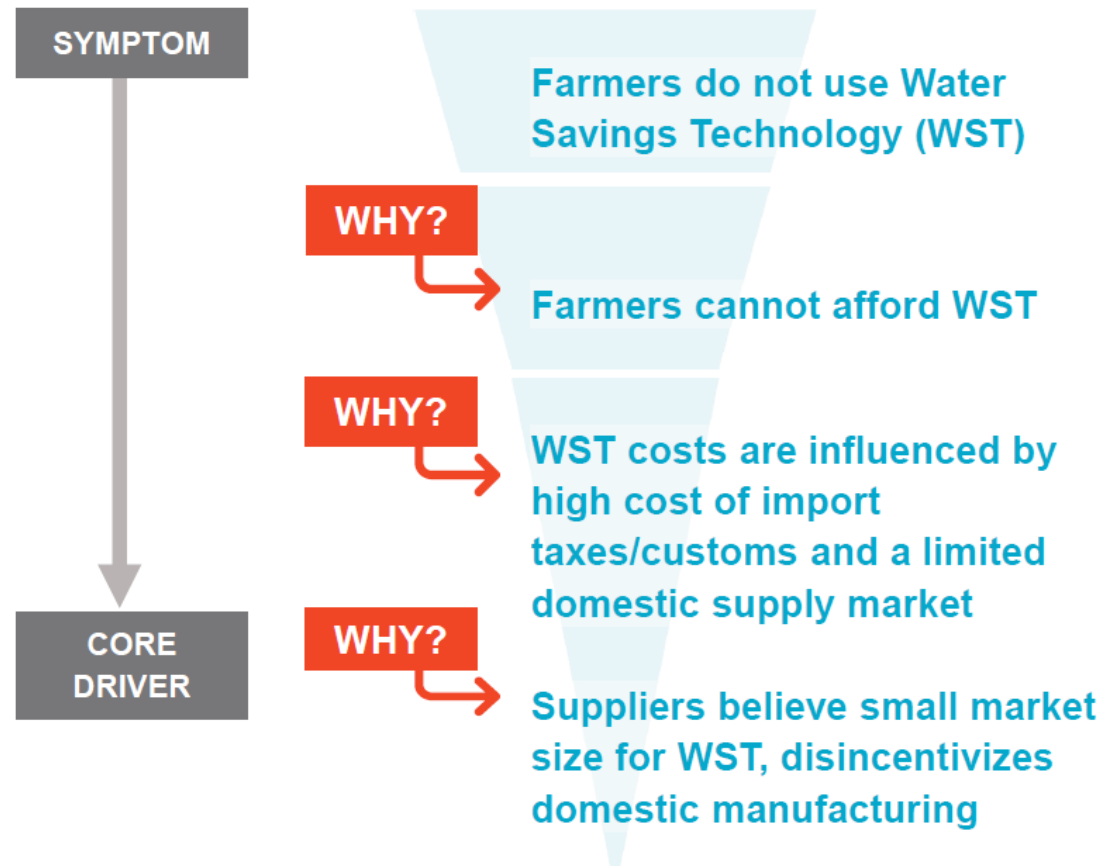 SYMPTOM
Farmers do not use Water
Savings Technology (WST)
WHY?
Farmers cannot afford WST
WHY?
WST costs are influenced by
high cost of import
taxes/customs and a limited
domestic supply market
CORE
DRIVER
WHY?
Suppliers believe small market
size for WST, disincentivizes
domestic manufacturing